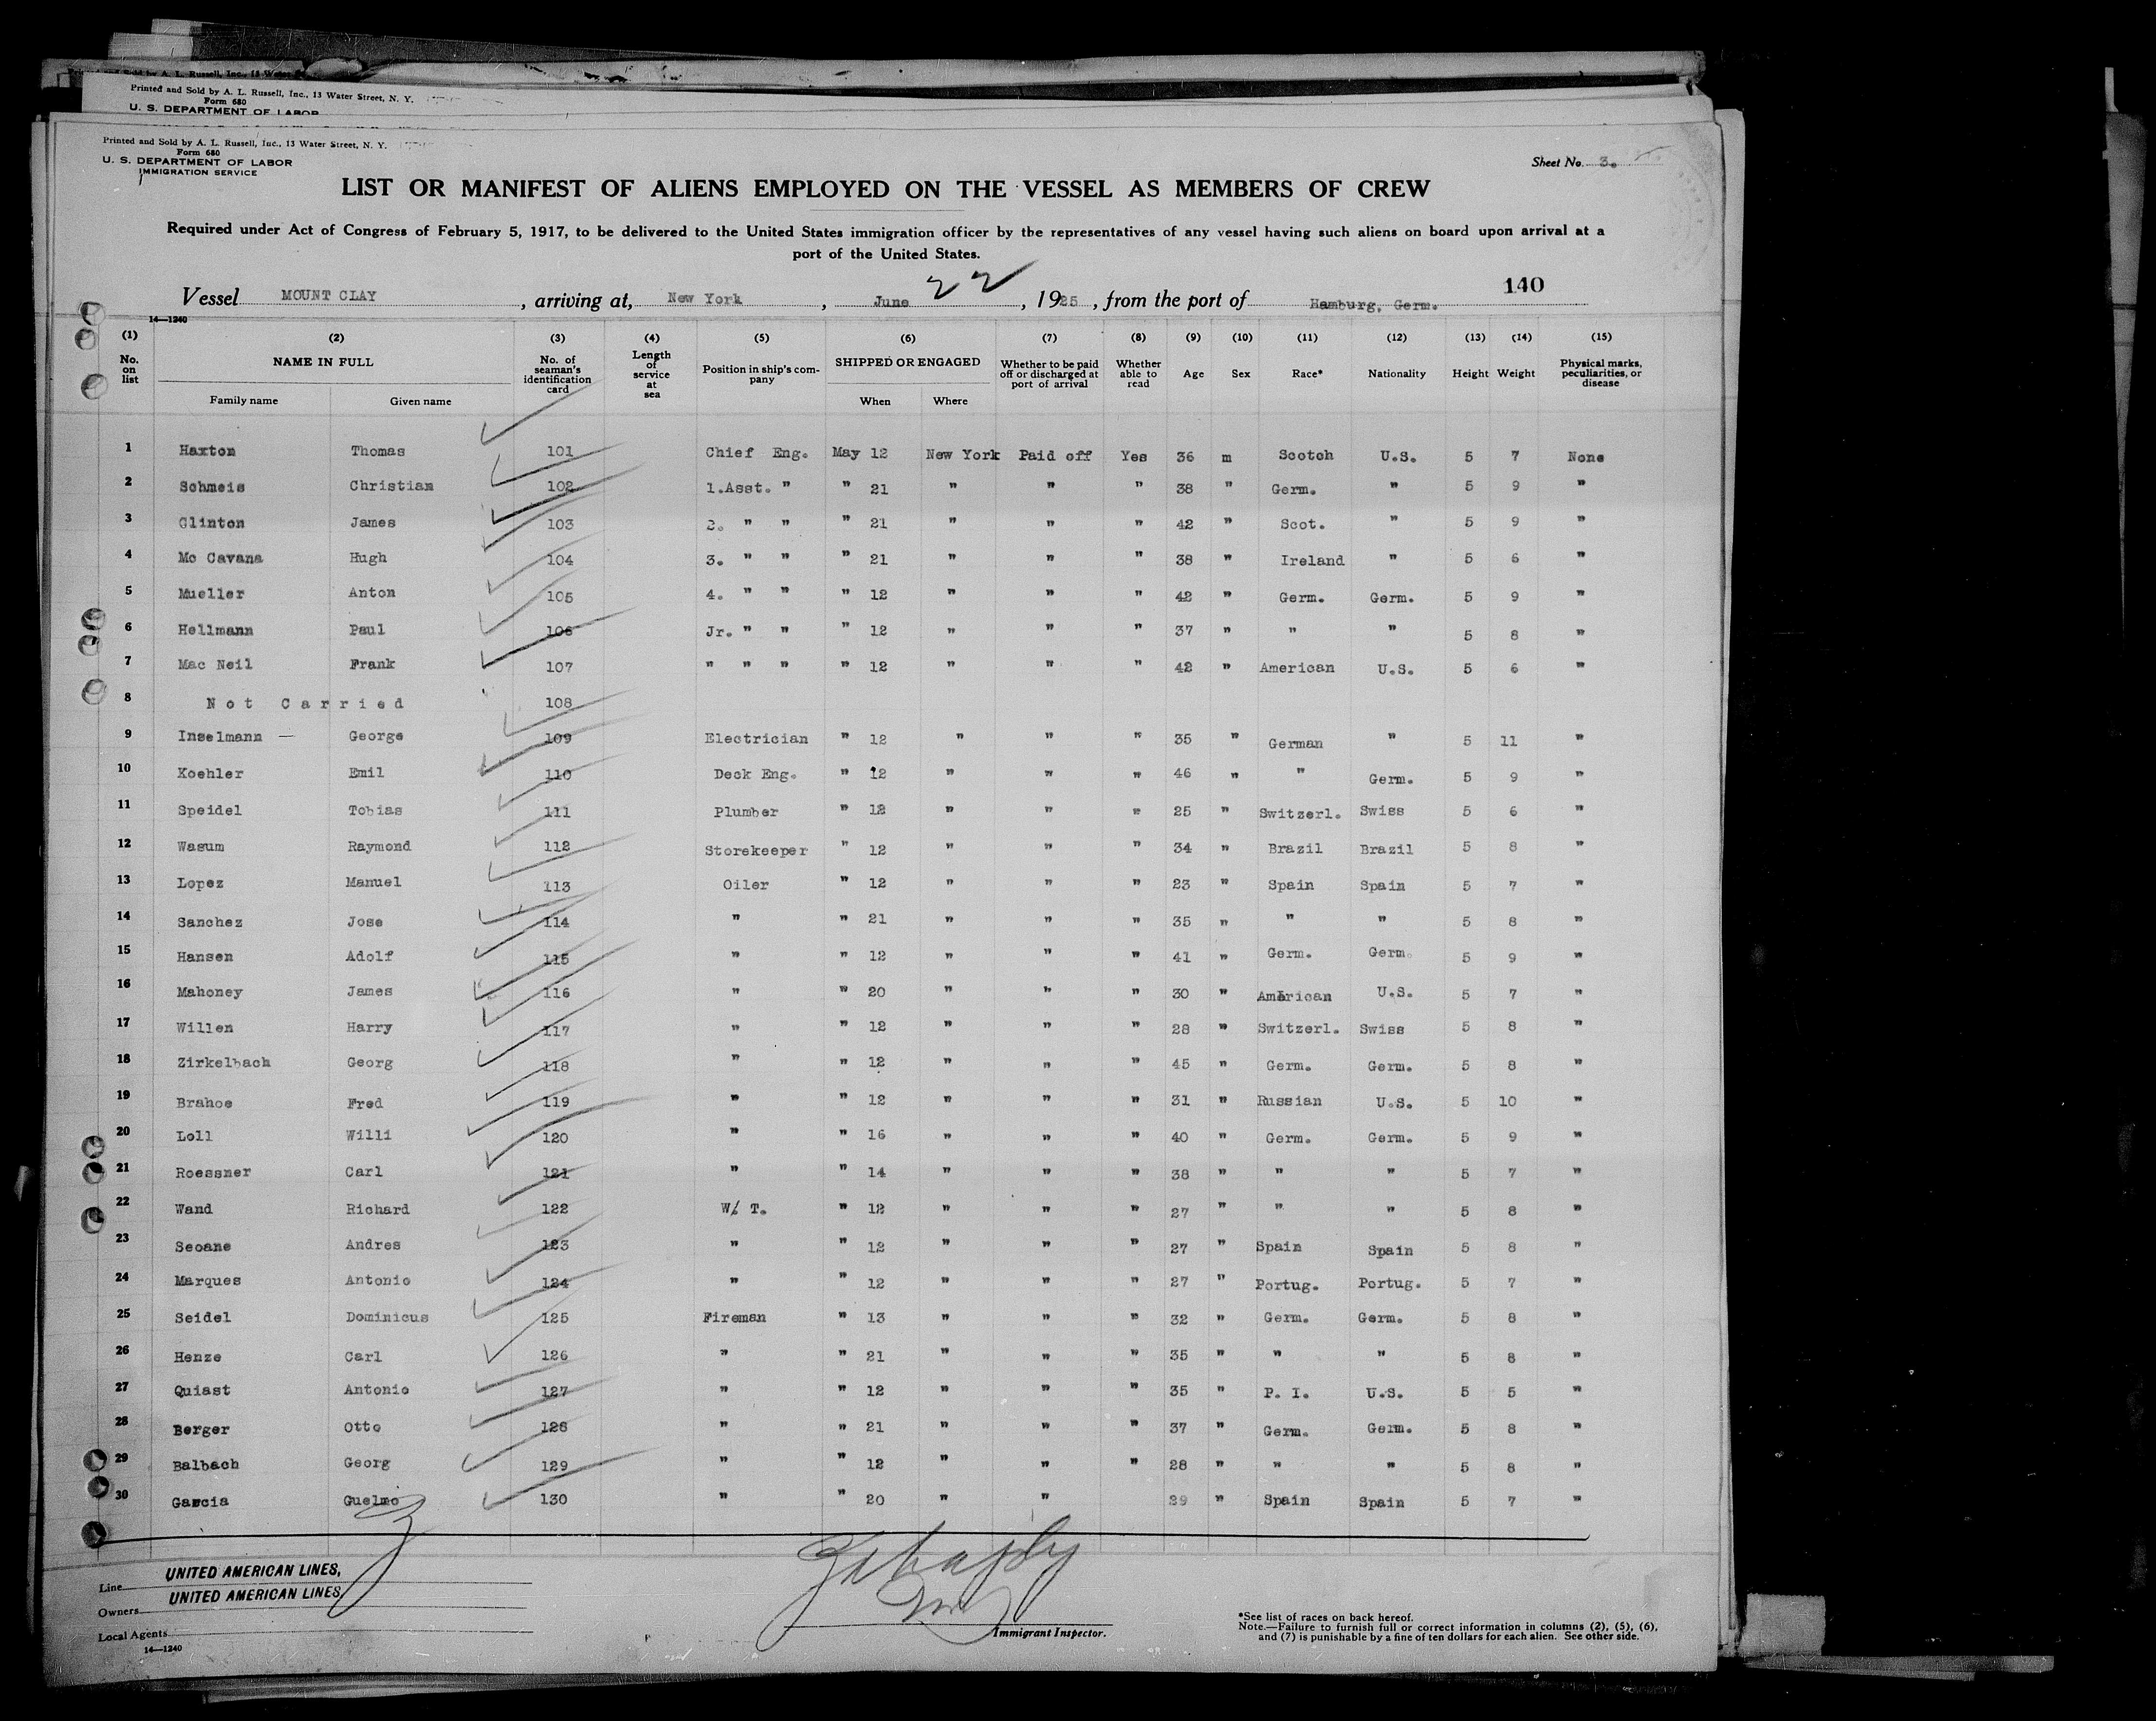 Printed and Sold by A. L. Russell, Inc., 13 Water Street, N. Y.
Form 680
U. S. DEPARTMENT OF LABOR
Printed and Sold by A. L. Russell, Inc., 13 Water Street, N. Y.
Form 680
U. S. DEPARTMENT OF LABOR
IMMIGRATION SERVICE
Sheet No. 3.
LIST OR MANIFEST OF ALIENS EMPLOYED ON THE VESSEL AS MEMBERS OF CREW
Required under Act of Congress of February 5, 1917, to be delivered to the United States immigration officer by the representatives of any vessel having such aliens on board upon arrival at a
port of the United States.
140
Vessel MOUNT CLAY, arriving at, New York, June 22, 1925, from the port of Hamburg, Germ.
14—1240
(1) (2) (3) (4) (5) (6) (7) (8) (9) (10) (11) (12) (13) (14) (15)
No. on list NAME IN FULL Family name Given name No. of seaman's identification card Length of service at sea Position in ship's company SHIPPED OR ENGAGED When Where Whether to be paid off or discharged at port of arrival Whether able to read Age Sex Race* Nationality Height Weight Physical marks, peculiarities, or disease
1 Haxton Thomas 101 Chief Eng. May 12 New York Paid off Yes 36 m Scotch U.S. 5 7 None
2 Schmeis Christian 102 1.Asst. " " 21 " " " 38 " Germ. " 5 9 "
3 Glinton James 103 2. " " " 21 " " " 42 " Scot. " 5 9 "
4 Mc Cavana Hugh 104 3. " " " 21 " " " 38 " Ireland " 5 6 "
5 Mueller Anton 105 4. " " " 12 " " " 42 " Germ. Germ. 5 9 "
6 Hellmann Paul 106 Jr. " " " 12 " " " 37 " " " 5 8 "
7 Mac Neil Frank 107 " " " " 12 " " " 42 " American U.S. 5 6 "
8 Not Carried 108
9 Inselmann — George 109 Electrician " 12 " " " 35 " German " 5 11 "
10 Koehler Emil 110 Deck Eng. " 12 " " " 46 " " Germ. 5 9 "
11 Speidel Tobias 111 Plumber " 12 " " " 25 " Switzerl. Swiss 5 6 "
12 Wasum Raymond 112 Storekeeper " 12 " " " 34 " Brazil Brazil 5 8 "
13 Lopez Manuel 113 Oiler " 12 " " " 23 " Spain Spain 5 7 "
14 Sanchez Jose 114 " " 21 " " " 35 " " " 5 8 "
15 Hansen Adolf 115 " " 12 " " " 41 " Germ. Germ. 5 9 "
16 Mahoney James 116 " " 20 " " " 30 " American U.S. 5 7 "
17 Willen Harry 117 " " 12 " " " 28 " Switzerl. Swiss 5 8 "
18 Zirkelbach Georg 118 " " 12 " " " 45 " Germ. Germ. 5 8 "
19 Brahoe Fred 119 " " 12 " " " 31 " Russian U.S. 5 10 "
20 Loll Willi 120 " " 16 " " " 40 " Germ. Germ. 5 9 "
21 Roessner Carl 121 " " 14 " " " 38 " " " 5 7 "
22 Wand Richard 122 W/. T. " 12 " " " 27 " " " 5 8 "
23 Seoane Andres 123 " " 12 " " " 27 " Spain Spain 5 8 "
24 Marques Antonio 124 " " 12 " " " 27 " Portug. Portug. 5 7 "
25 Seidel Dominicus 125 Fireman " 13 " " " 32 " Germ. Germ. 5 8 "
26 Henze Carl 126 " " 21 " " " 35 " " " 5 8 "
27 Quiast Antonio 127 " " 12 " " " 35 " P. I. U.S. 5 5 "
28 Berger Otto 128 " " 21 " " " 37 " Germ. Germ. 5 8 "
29 Balbach Georg 129 " " 12 " " " 28 " " " 5 8 "
30 Garcia Guelmo 130 " " 20 " " 29 " Spain Spain 5 7 "
Line UNITED AMERICAN LINES,
Owners UNITED AMERICAN LINES,
Local Agents
14—1240
Immigrant Inspector.
*See list of races on back hereof.
Note.—Failure to furnish full or correct information in columns (2), (5), (6),
and (7) is punishable by a fine of ten dollars for each alien. See other side.